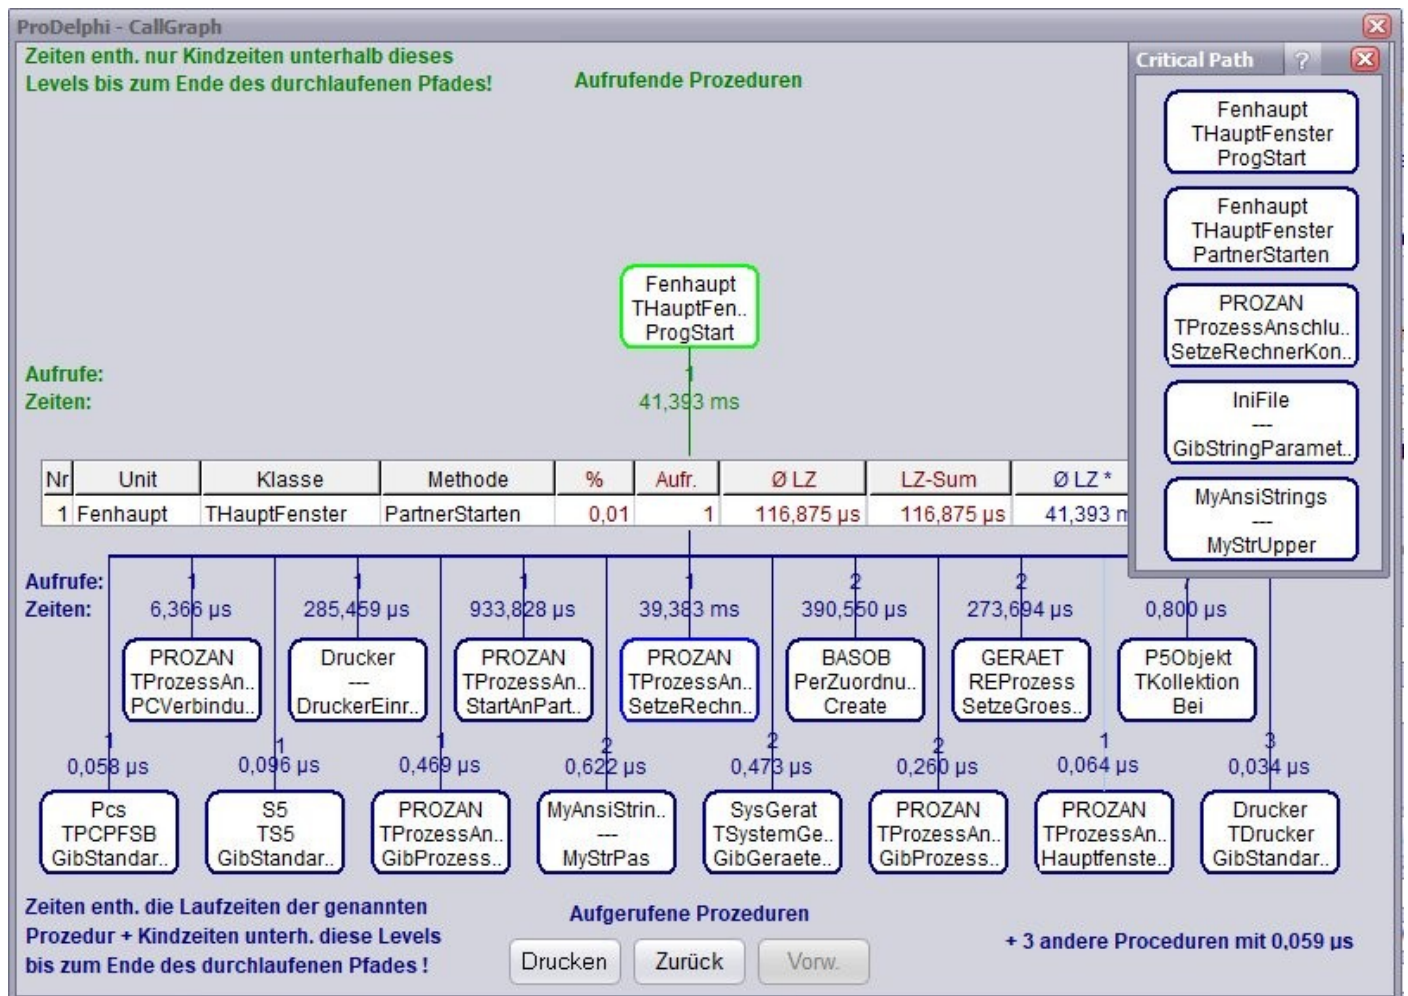 ProDelphi - CallGraph
Zeiten enth. nur Kindzeiten unterhalb dieses
Levels bis zum Ende des durchlaufenen Pfades!
Aufrufende Prozeduren
Critical Path
?
Fenhaupt
THauptFenster
ProgStart
Fenhaupt
THauptFenster
PartnerStarten
PROZAN
TProzessAnschlu..
SetzeRechnerKon..
IniFile
---
GibStringParamet..
MyAnsiStrings
---
MyStrUpper
Fenhaupt
THauptFen..
ProgStart
Aufrufe:
1
Zeiten:
41,393 ms
Nr Unit Klasse Methode % Aufr. Ø LZ LZ-Sum Ø LZ *
1 Fenhaupt THauptFenster PartnerStarten 0,01 1 116,875 µs 116,875 µs 41,393
Aufrufe: 1 1 1 1 2 2
Zeiten: 6,366 µs 285,459 µs 933,828 µs 39,383 ms 390,550 µs 273,694 µs 0,800 µs
PROZAN
TProzessAn..
PCVerbindu..
Drucker
---
DruckerEinr..
PROZAN
TProzessAn..
StartAnPart..
PROZAN
TProzessAn..
SetzeRechn..
BASOB
PerZuordnu..
Create
GERAET
REProzess
SetzeGroes..
P5Objekt
TKollektion
Bei
1 1 1 2 2 2 1 3
0,058 µs 0,096 µs 0,469 µs 0,622 µs 0,473 µs 0,260 µs 0,064 µs 0,034 µs
Pcs
TPCPFSB
GibStandar..
S5
TS5
GibStandar..
PROZAN
TProzessAn..
GibProzess..
MyAnsiStrin..
---
MyStrPas
SysGerat
TSystemGe..
GibGeraete..
PROZAN
TProzessAn..
GibProzess..
PROZAN
TProzessAn..
Hauptfenste..
Drucker
TDrucker
GibStandar..
Zeiten enth. die Laufzeiten der genannten
Prozedur + Kindzeiten unterh. diese Levels
bis zum Ende des durchlaufenen Pfades !
Aufgerufene Prozeduren
Drucken Zurück Vorw.
+ 3 andere Proceduren mit 0,059 µs